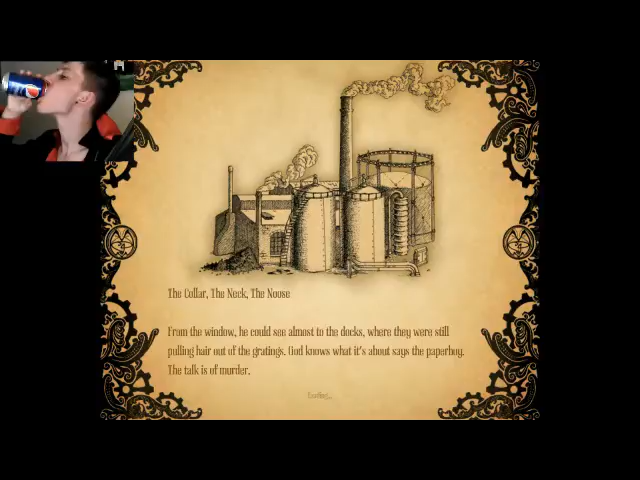 The Collar, The Neck, The Noose
From the window, he could see almost to the docks, where they were still
pulling hair out of the gratings. God knows what it's about says the paperboy.
The talk is of murder.
Loading...